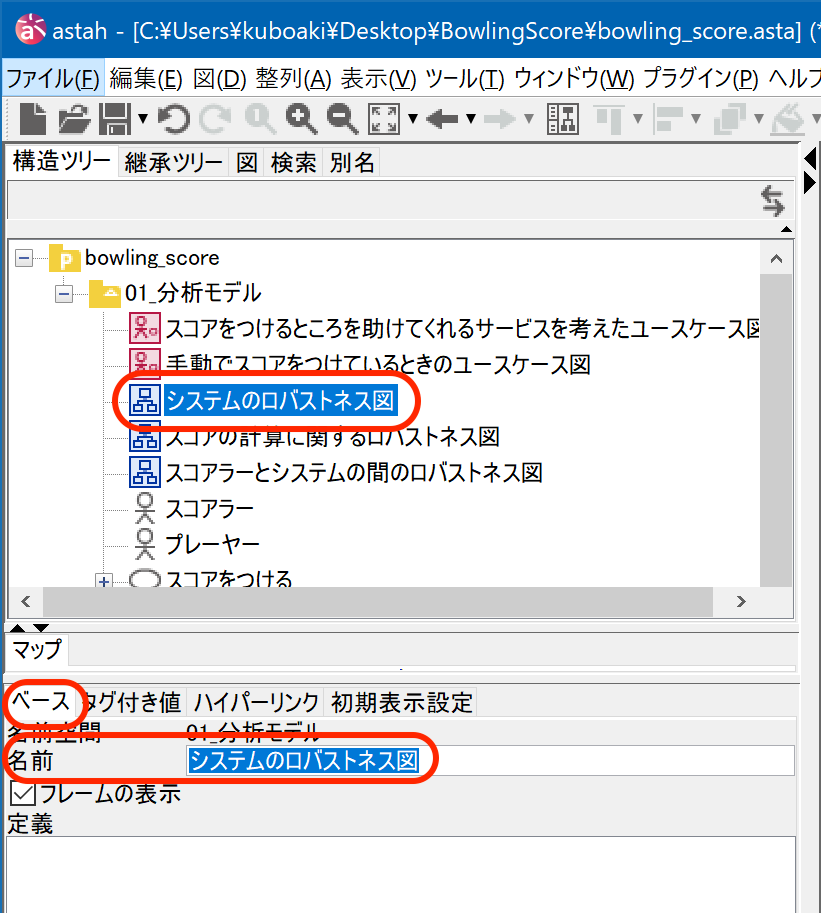 astah - [C:¥Users¥kuboaki¥Desktop¥BowlingScore¥bowling_score.asta] (*
ファイル(F) 編集(E) 図(D) 整列(A) 表示(V) ツール(T) ウィンドウ(W) プラグイン(P) ヘルプ
構造ツリー 継承ツリー 図 検索 別名
bowling_score
01_分析モデル
スコアをつけるところを助けてくれるサービスを考えたユースケース図
手動でスコアをつけているときのユースケース図
システムのロバストネス図
スコアの計算に関するロバストネス図
スコアラーとシステムの間のロバストネス図
スコアラー
プレーヤー
スコアをつける
マップ
ベース タグ付き値 ハイパーリンク 初期表示設定
名前空間 01_分析モデル
名前 システムのロバストネス図
フレームの表示
定義